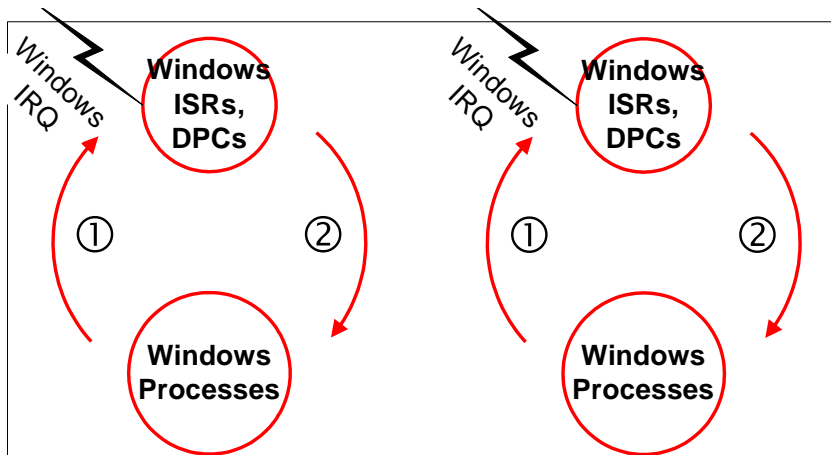 Windows
IRQ
Windows
ISRs,
DPCs
①
②
Windows
Processes
Windows
IRQ
Windows
ISRs,
DPCs
①
②
Windows
Processes